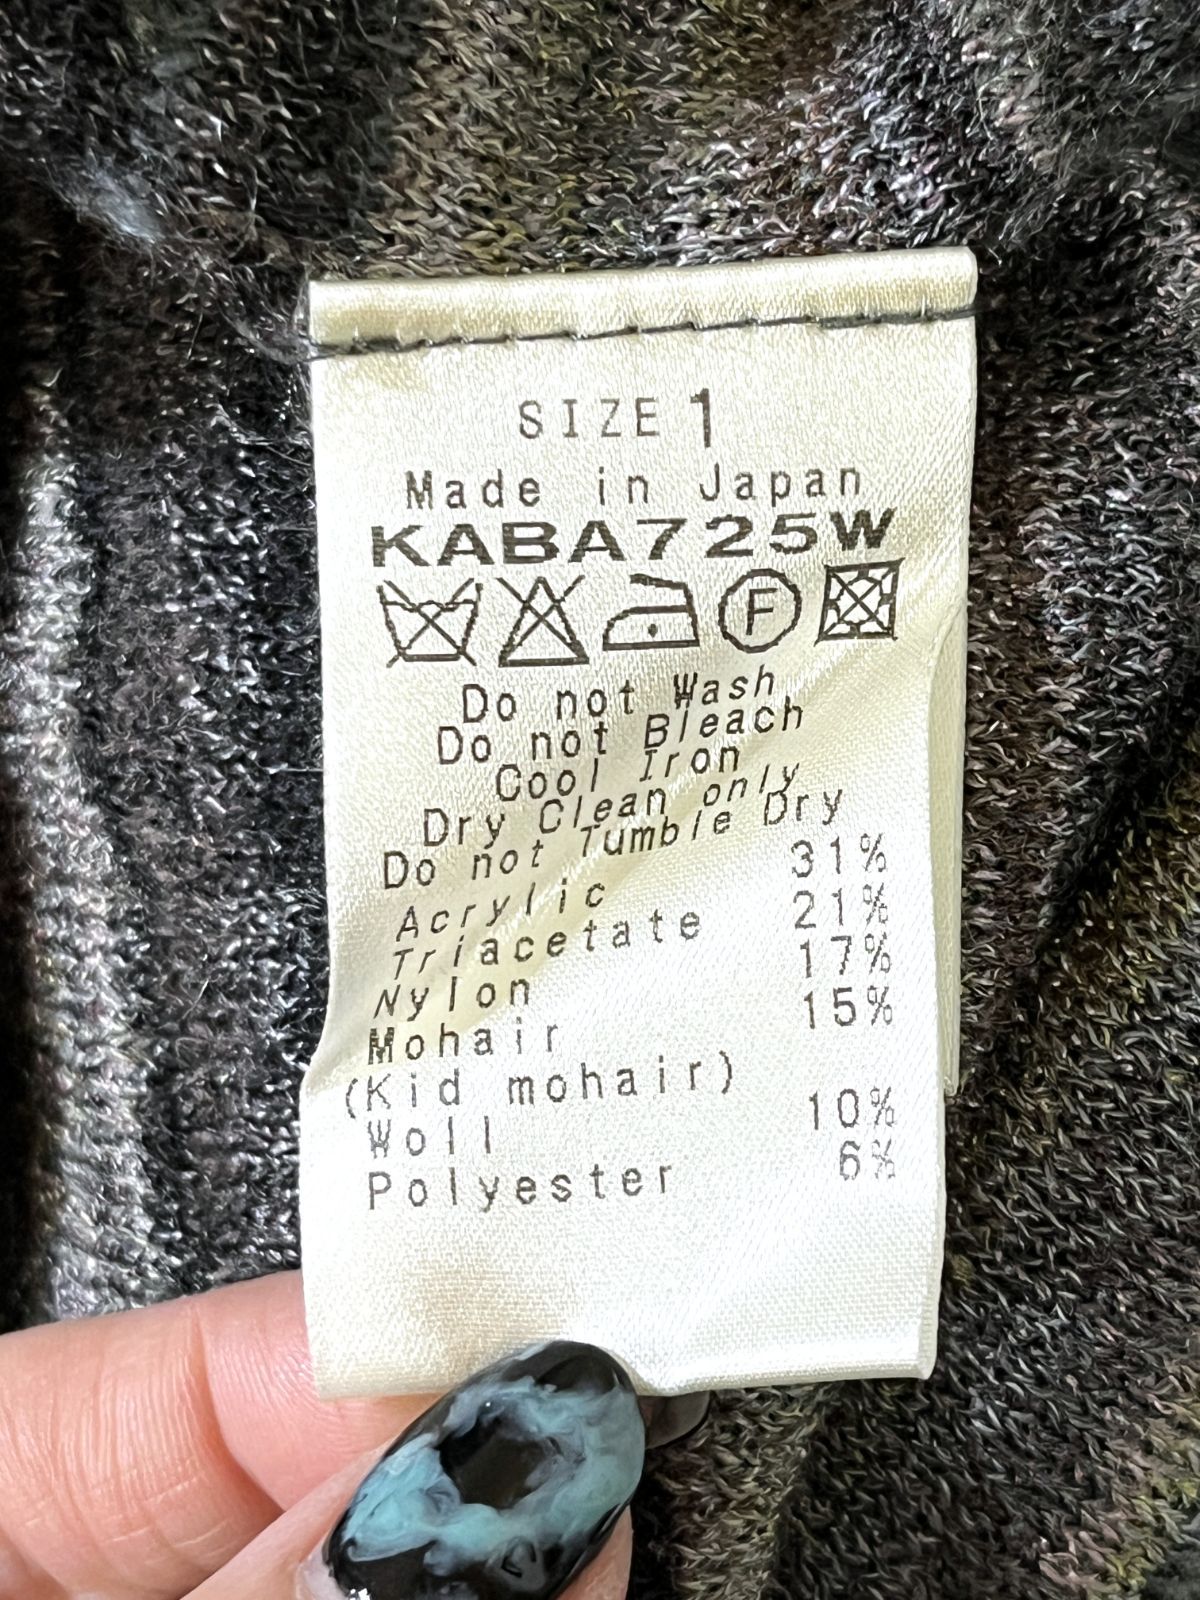 SIZE 1
Made in Japan
KABA725W
F
Do not Wash
Do not Bleach
Cool Iron
Dry Clean only
Do not Tumble Dry
Acrylic 31%
Triacetate 21%
Nylon 17%
Mohair 15%
(Kid mohair)
Woll 10%
Polyester 6%